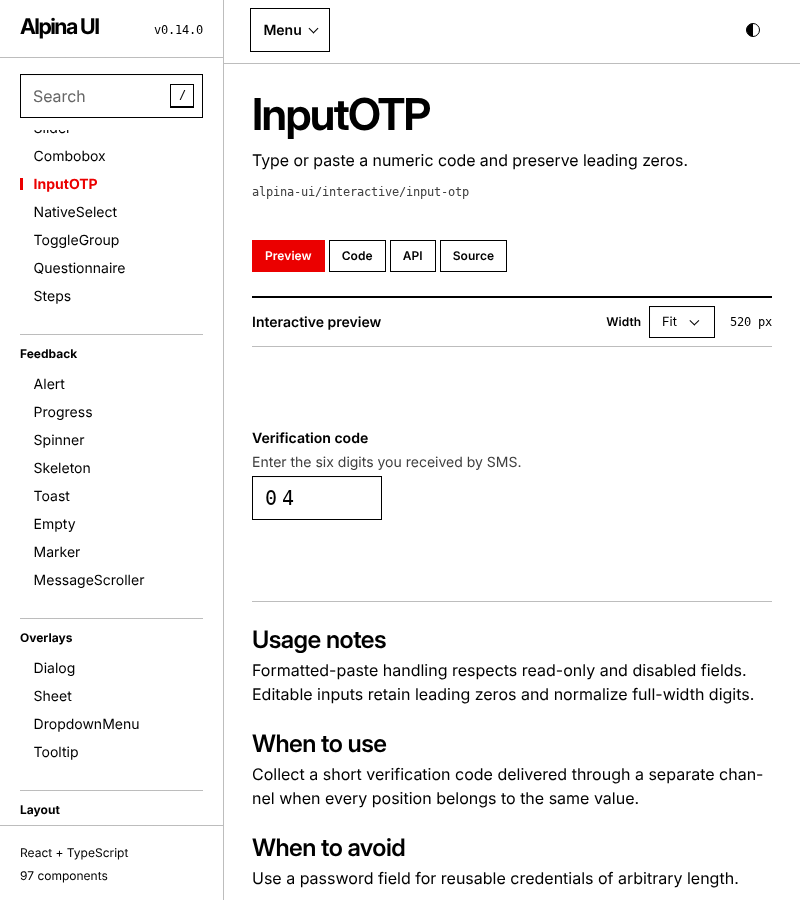 Alpina UI
v0.14.0
Search
/
Slider
Combobox
InputOTP
NativeSelect
ToggleGroup
Questionnaire
Steps
Feedback
Alert
Progress
Spinner
Skeleton
Toast
Empty
Marker
MessageScroller
Overlays
Dialog
Sheet
DropdownMenu
Tooltip
Layout
React + TypeScript
97 components
Menu
InputOTP
Type or paste a numeric code and preserve leading zeros.
alpina-ui/interactive/input-otp
Preview
Code
API
Source
Interactive preview
Width
Fit
520 px
Verification code
Enter the six digits you received by SMS.
04
Usage notes
Formatted-paste handling respects read-only and disabled fields.
Editable inputs retain leading zeros and normalize full-width digits.
When to use
Collect a short verification code delivered through a separate chan-
nel when every position belongs to the same value.
When to avoid
Use a password field for reusable credentials of arbitrary length.